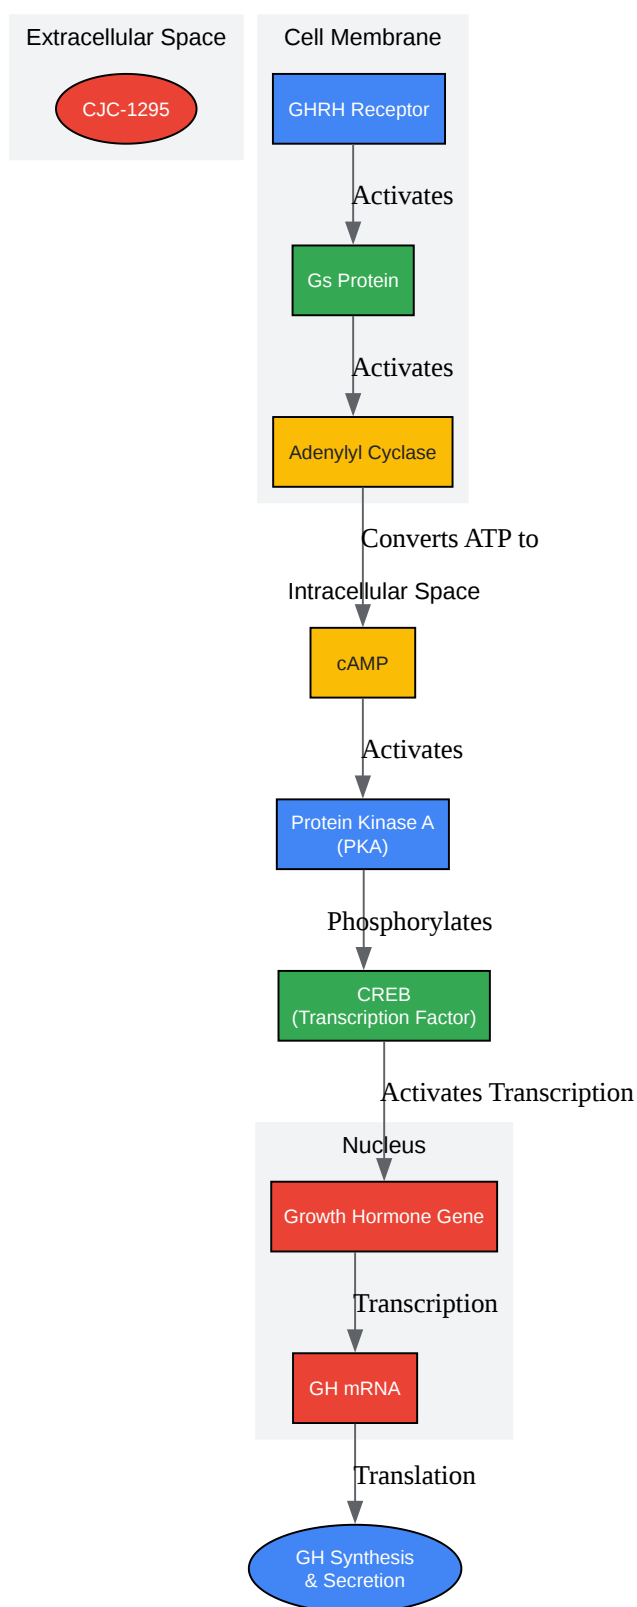 Extracellular Space
CJC-1295
Cell Membrane
GHRH Receptor
Activates
Gs Protein
Activates
Adenylyl Cyclase
Converts ATP to
Intracellular Space
cAMP
Activates
Protein Kinase A
(PKA)
Phosphorylates
CREB
(Transcription Factor)
Activates Transcription
Nucleus
Growth Hormone Gene
Transcription
GH mRNA
Translation
GH Synthesis
& Secretion